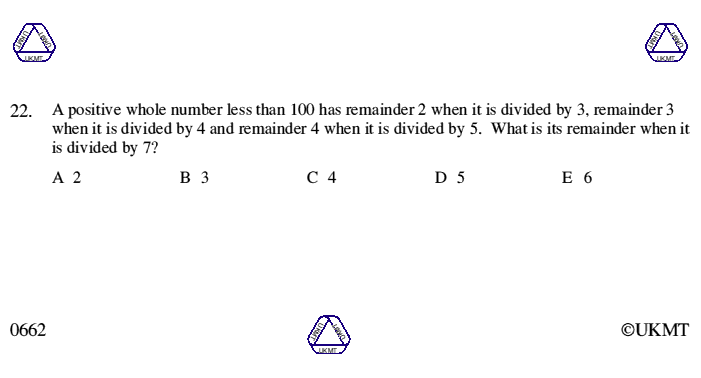 UKMT UKMT UKMT UKMT UKMT UKMT
22. A positive whole number less than 100 has remainder 2 when it is divided by 3, remainder 3
when it is divided by 4 and remainder 4 when it is divided by 5. What is its remainder when it
is divided by 7?
A 2 B 3 C 4 D 5 E 6
0662 UKMT UKMT UKMT ©UKMT